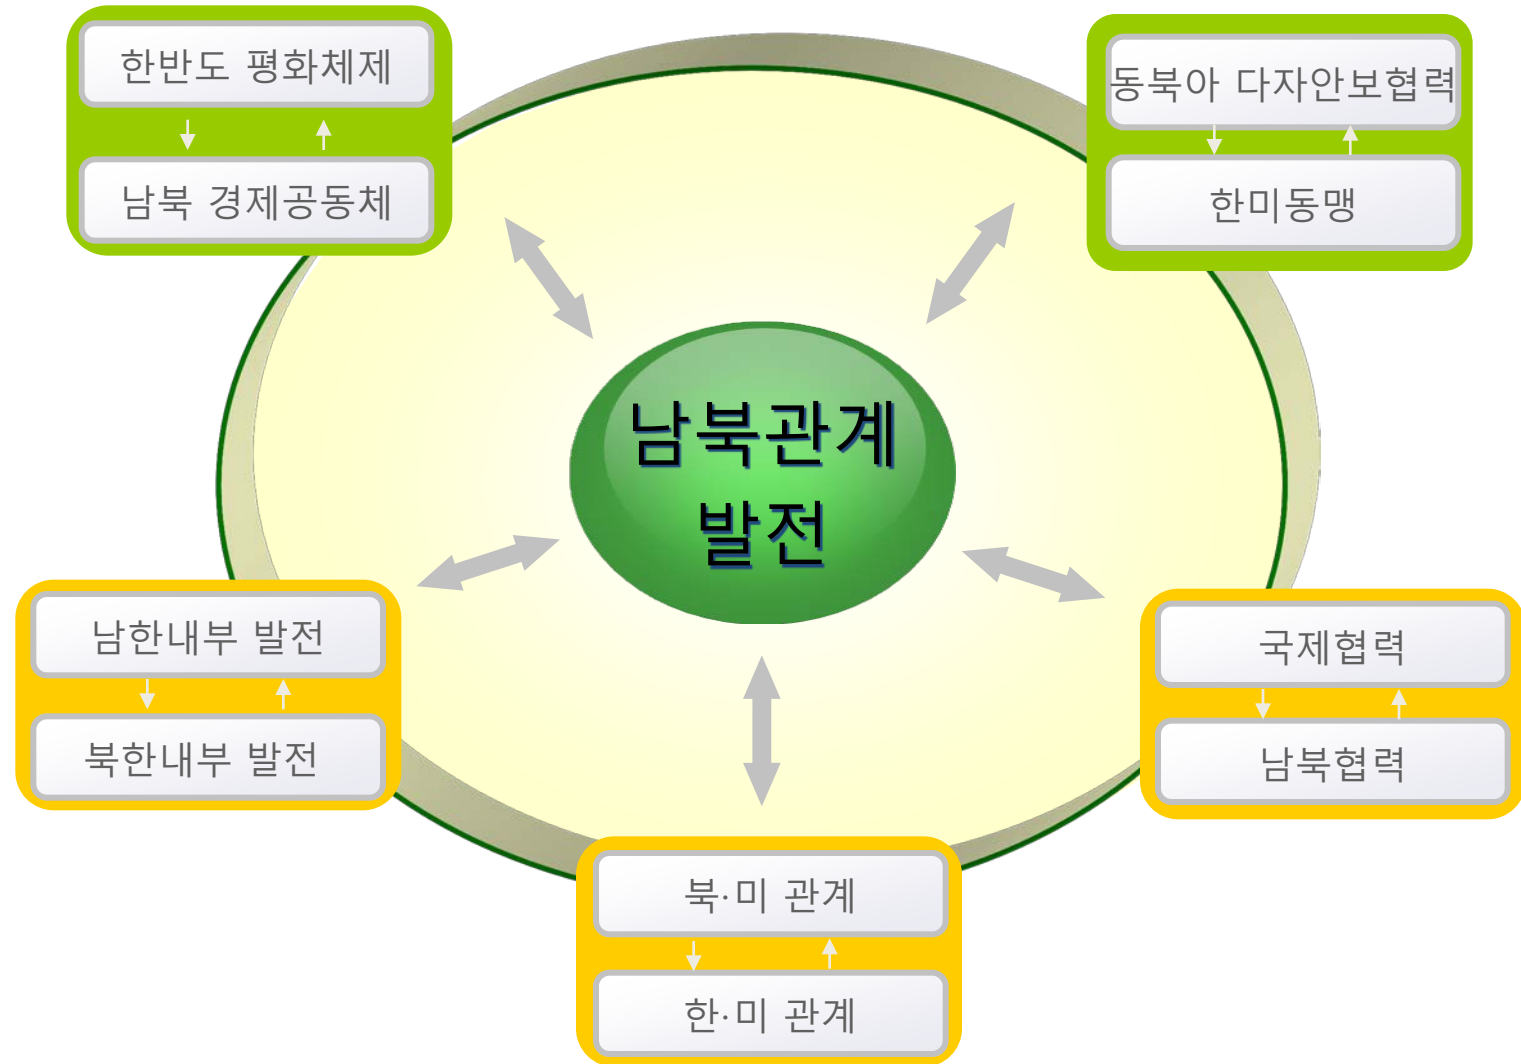 한반도 평화체제
남북 경제공동체
동북아 다자안보협력
한미동맹
남북관계
발전
남한내부 발전
북한내부 발전
국제협력
남북협력
북·미 관계
한·미 관계